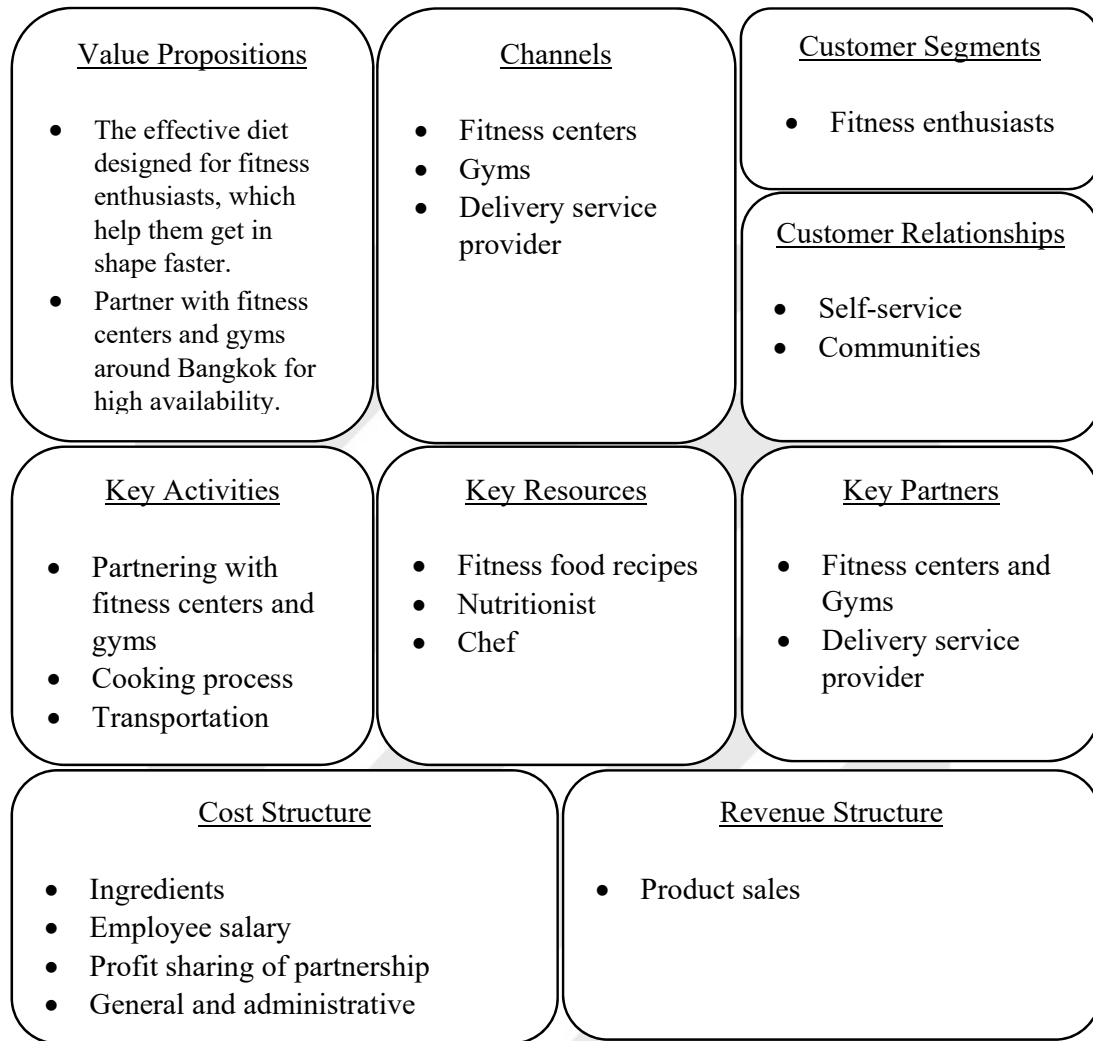 Value Propositions
• The effective diet
designed for fitness
enthusiasts, which
help them get in
shape faster.
• Partner with fitness
centers and gyms
around Bangkok for
high availability.
Channels
• Fitness centers
• Gyms
• Delivery service
provider
Customer Segments
• Fitness enthusiasts
Customer Relationships
• Self-service
• Communities
Key Activities
• Partnering with
fitness centers and
gyms
• Cooking process
• Transportation
Key Resources
• Fitness food recipes
• Nutritionist
• Chef
Key Partners
• Fitness centers and
Gyms
• Delivery service
provider
Cost Structure
• Ingredients
• Employee salary
• Profit sharing of partnership
• General and administrative
Revenue Structure
• Product sales